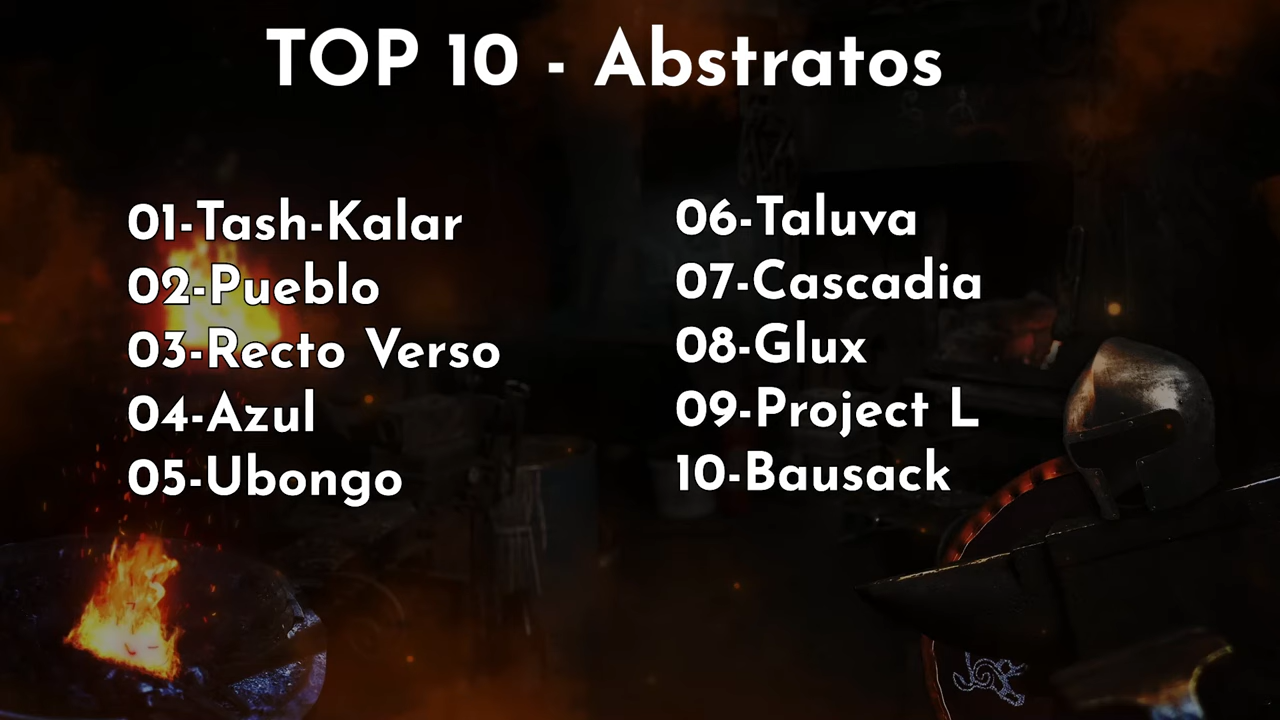 TOP 10 - Abstratos
01-Tash-Kalar
02-Pueblo
03-Recto Verso
04-Azul
05-Ubongo
06-Taluva
07-Cascadia
08-Glux
09-Project L
10-Bausack